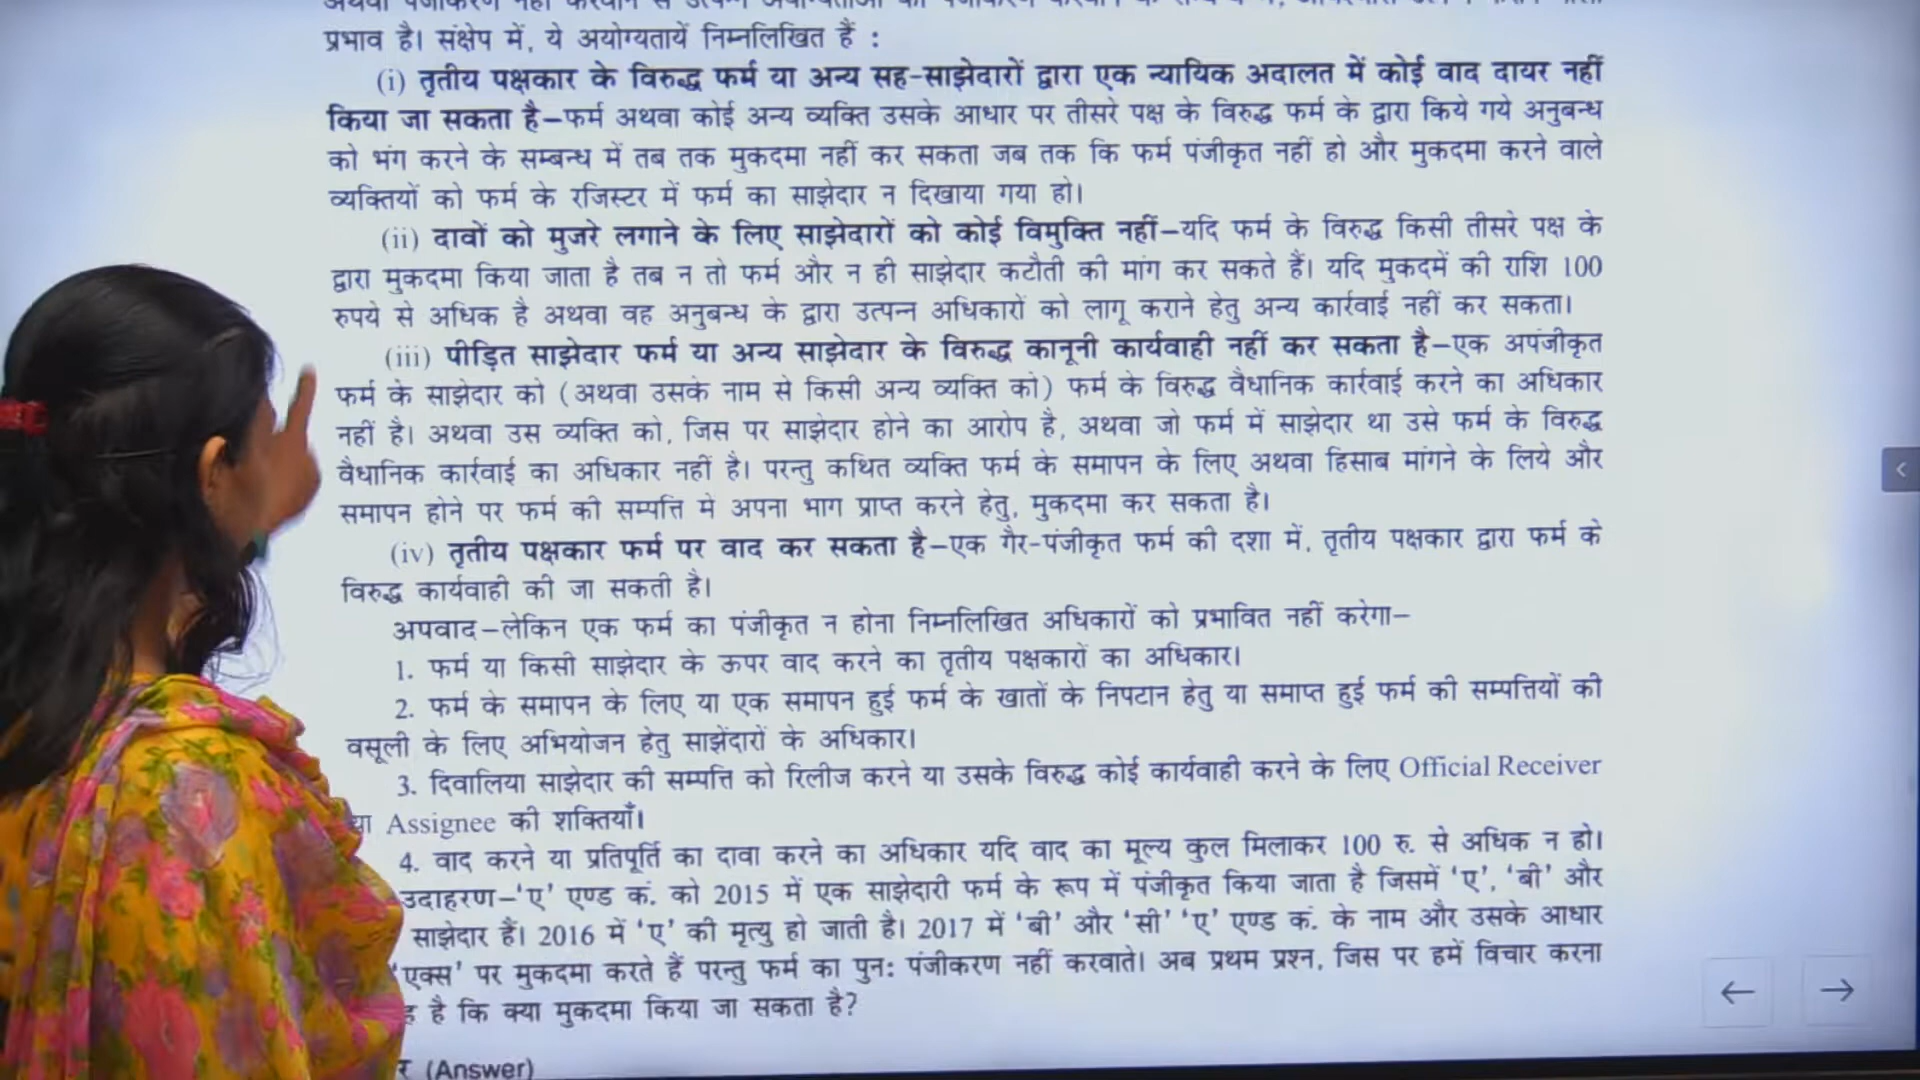 प्रभाव है। संक्षेप में, ये अयोग्यतायें निम्नलिखित हैं :
(i) तृतीय पक्षकार के विरुद्ध फर्म या अन्य सह-साझेदारों द्वारा एक न्यायिक अदालत में कोई वाद दायर नहीं
किया जा सकता है—फर्म अथवा कोई अन्य व्यक्ति उसके आधार पर तीसरे पक्ष के विरुद्ध फर्म के द्वारा किये गये अनुबन्ध
को भंग करने के सम्बन्ध में तब तक मुकदमा नहीं कर सकता जब तक कि फर्म पंजीकृत नहीं हो और मुकदमा करने वाले
व्यक्तियों को फर्म के रजिस्टर में फर्म का साझेदार न दिखाया गया हो।
(ii) दावों को मुजरे लगाने के लिए साझेदारों को कोई विमुक्ति नहीं—यदि फर्म के विरुद्ध किसी तीसरे पक्ष के
द्वारा मुकदमा किया जाता है तब न तो फर्म और न ही साझेदार कटौती की मांग कर सकते हैं। यदि मुकदमें की राशि 100
रुपये से अधिक है अथवा वह अनुबन्ध के द्वारा उत्पन्न अधिकारों को लागू कराने हेतु अन्य कार्रवाई नहीं कर सकता।
(iii) पीड़ित साझेदार फर्म या अन्य साझेदार के विरुद्ध कानूनी कार्यवाही नहीं कर सकता है—एक अपंजीकृत
फर्म के साझेदार को (अथवा उसके नाम से किसी अन्य व्यक्ति को) फर्म के विरुद्ध वैधानिक कार्रवाई करने का अधिकार
नहीं है। अथवा उस व्यक्ति को, जिस पर साझेदार होने का आरोप है, अथवा जो फर्म में साझेदार था उसे फर्म के विरुद्ध
वैधानिक कार्रवाई का अधिकार नहीं है। परन्तु कथित व्यक्ति फर्म के समापन के लिए अथवा हिसाब मांगने के लिये और
समापन होने पर फर्म की सम्पत्ति मे अपना भाग प्राप्त करने हेतु, मुकदमा कर सकता है।
(iv) तृतीय पक्षकार फर्म पर वाद कर सकता है—एक गैर-पंजीकृत फर्म की दशा में, तृतीय पक्षकार द्वारा फर्म के
विरुद्ध कार्यवाही की जा सकती है।
अपवाद—लेकिन एक फर्म का पंजीकृत न होना निम्नलिखित अधिकारों को प्रभावित नहीं करेगा—
1. फर्म या किसी साझेदार के ऊपर वाद करने का तृतीय पक्षकारों का अधिकार।
2. फर्म के समापन के लिए या एक समापन हुई फर्म के खातों के निपटान हेतु या समाप्त हुई फर्म की सम्पत्तियों की
वसूली के लिए अभियोजन हेतु साझेंदारों के अधिकार।
3. दिवालिया साझेदार की सम्पत्ति को रिलीज करने या उसके विरुद्ध कोई कार्यवाही करने के लिए Official Receiver
या Assignee की शक्तियाँ।
4. वाद करने या प्रतिपूर्ति का दावा करने का अधिकार यदि वाद का मूल्य कुल मिलाकर 100 रु. से अधिक न हो।
उदाहरण—'ए' एण्ड कं. को 2015 में एक साझेदारी फर्म के रूप में पंजीकृत किया जाता है जिसमें 'ए', 'बी' और
साझेदार हैं। 2016 में 'ए' की मृत्यु हो जाती है। 2017 में 'बी' और 'सी' 'ए' एण्ड कं. के नाम और उसके आधार
'एक्स' पर मुकदमा करते हैं परन्तु फर्म का पुन: पंजीकरण नहीं करवाते। अब प्रथम प्रश्न, जिस पर हमें विचार करना
है कि क्या मुकदमा किया जा सकता है?
(Answer)